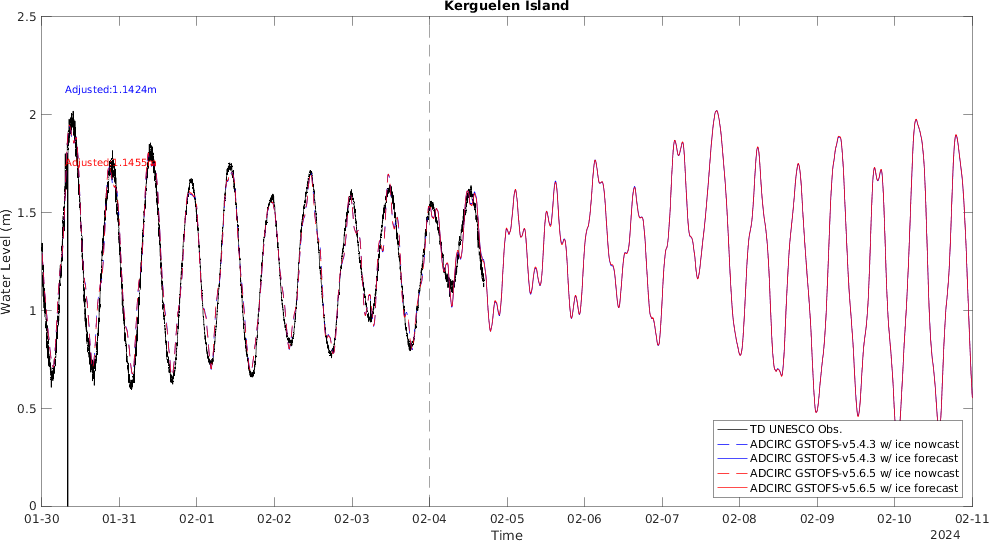 Kerguelen Island
2.5
Adjusted:1.1424m
2
Adjusted:1.1455m
1.5
Water Level (m)
1
0.5
0
TD UNESCO Obs.
ADCIRC GSTOFS-v5.4.3 w/ ice nowcast
ADCIRC GSTOFS-v5.4.3 w/ ice forecast
ADCIRC GSTOFS-v5.6.5 w/ ice nowcast
ADCIRC GSTOFS-v5.6.5 w/ ice forecast
01-30 01-31 02-01 02-02 02-03 02-04 02-05 02-06 02-07 02-08 02-09 02-10 02-11
Time
2024